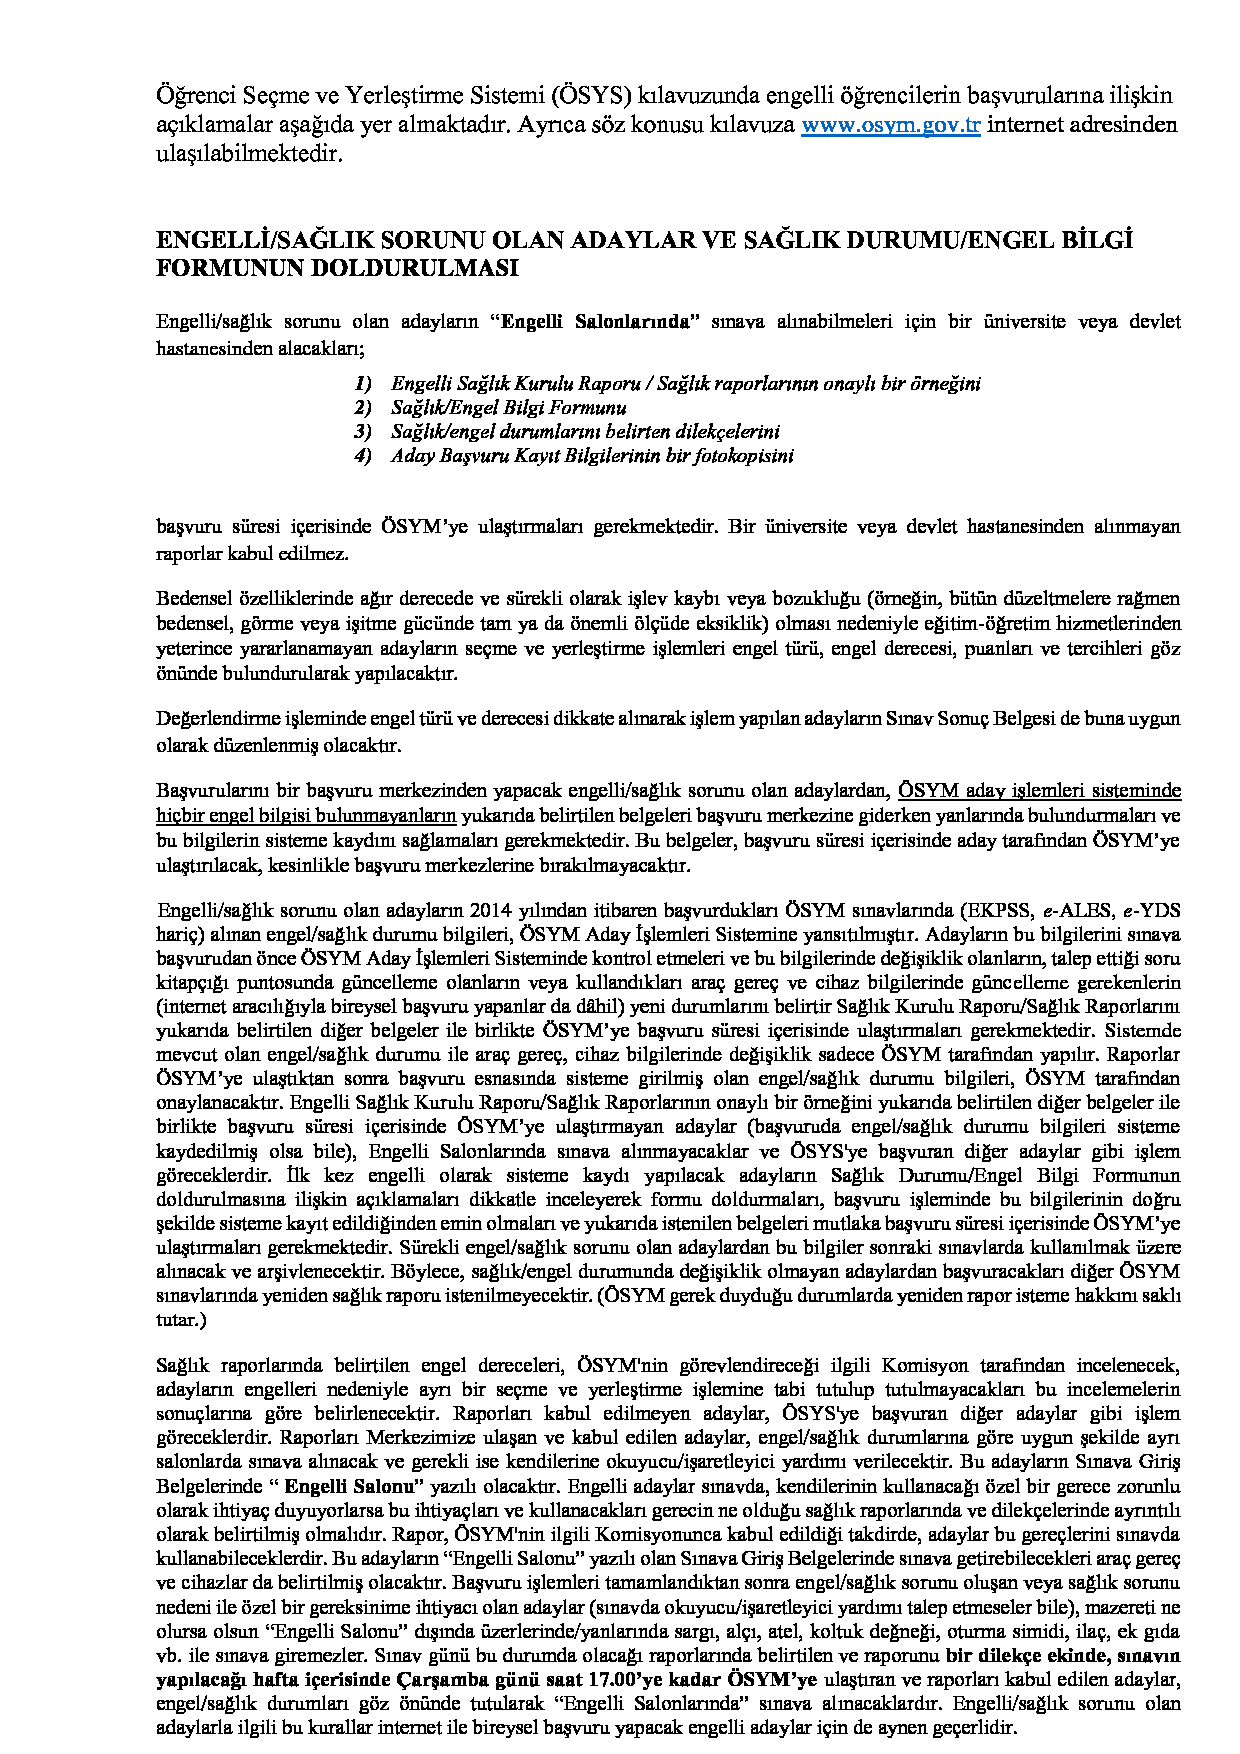 Öğrenci Seçme ve Yerleştirme Sistemi (ÖSYS) kılavuzunda engelli öğrencilerin başvurularına ilişkin
açıklamalar aşağıda yer almaktadır. Ayrıca söz konusu kılavuza www.osym.gov.tr internet adresinden
ulaşılabilmektedir.
ENGELLİ/SAĞLIK SORUNU OLAN ADAYLAR VE SAĞLIK DURUMU/ENGEL BİLGİ
FORMUNUN DOLDURULMASI
Engelli/sağlık sorunu olan adayların “Engelli Salonlarında” sınava alınabilmeleri için bir üniversite veya devlet
hastanesinden alacakları;
1) Engelli Sağlık Kurulu Raporu / Sağlık raporlarının onaylı bir örneğini
2) Sağlık/Engel Bilgi Formunu
3) Sağlık/engel durumlarını belirten dilekçelerini
4) Aday Başvuru Kayıt Bilgilerinin bir fotokopisini
başvuru süresi içerisinde ÖSYM’ye ulaştırmaları gerekmektedir. Bir üniversite veya devlet hastanesinden alınmayan
raporlar kabul edilmez.
Bedensel özelliklerinde ağır derecede ve sürekli olarak işlev kaybı veya bozukluğu (örneğin, bütün düzeltmelere rağmen
bedensel, görme veya işitme gücünde tam ya da önemli ölçüde eksiklik) olması nedeniyle eğitim-öğretim hizmetlerinden
yeterince yararlanamayan adayların seçme ve yerleştirme işlemleri engel türü, engel derecesi, puanları ve tercihleri göz
önünde bulundurularak yapılacaktır.
Değerlendirme işleminde engel türü ve derecesi dikkate alınarak işlem yapılan adayların Sınav Sonuç Belgesi de buna uygun
olarak düzenlenmiş olacaktır.
Başvurularını bir başvuru merkezinden yapacak engelli/sağlık sorunu olan adaylardan, ÖSYM aday işlemleri sisteminde
hiçbir engel bilgisi bulunmayanların yukarıda belirtilen belgeleri başvuru merkezine giderken yanlarında bulundurmaları ve
bu bilgilerin sisteme kaydını sağlamaları gerekmektedir. Bu belgeler, başvuru süresi içerisinde aday tarafından ÖSYM’ye
ulaştırılacak, kesinlikle başvuru merkezlerine bırakılmayacaktır.
Engelli/sağlık sorunu olan adayların 2014 yılından itibaren başvurdukları ÖSYM sınavlarında (EKPSS, e-ALES, e-YDS
hariç) alınan engel/sağlık durumu bilgileri, ÖSYM Aday İşlemleri Sistemine yansıtılmıştır. Adayların bu bilgilerini sınava
başvurudan önce ÖSYM Aday İşlemleri Sisteminde kontrol etmeleri ve bu bilgilerinde değişiklik olanların, talep ettiği soru
kitapçığı puntosunda güncelleme olanların veya kullandıkları araç gereç ve cihaz bilgilerinde güncelleme gerekenlerin
(internet aracılığıyla bireysel başvuru yapanlar da dâhil) yeni durumlarını belirtir Sağlık Kurulu Raporu/Sağlık Raporlarını
yukarıda belirtilen diğer belgeler ile birlikte ÖSYM’ye başvuru süresi içerisinde ulaştırmaları gerekmektedir. Sistemde
mevcut olan engel/sağlık durumu ile araç gereç, cihaz bilgilerinde değişiklik sadece ÖSYM tarafından yapılır. Raporlar
ÖSYM’ye ulaştıktan sonra başvuru esnasında sisteme girilmiş olan engel/sağlık durumu bilgileri, ÖSYM tarafından
onaylanacaktır. Engelli Sağlık Kurulu Raporu/Sağlık Raporlarının onaylı bir örneğini yukarıda belirtilen diğer belgeler ile
birlikte başvuru süresi içerisinde ÖSYM’ye ulaştırmayan adaylar (başvuruda engel/sağlık durumu bilgileri sisteme
kaydedilmiş olsa bile), Engelli Salonlarında sınava alınmayacaklar ve ÖSYS'ye başvuran diğer adaylar gibi işlem
göreceklerdir. İlk kez engelli olarak sisteme kaydı yapılacak adayların Sağlık Durumu/Engel Bilgi Formunun
doldurulmasına ilişkin açıklamaları dikkatle inceleyerek formu doldurmaları, başvuru işleminde bu bilgilerinin doğru
şekilde sisteme kayıt edildiğinden emin olmaları ve yukarıda istenilen belgeleri mutlaka başvuru süresi içerisinde ÖSYM’ye
ulaştırmaları gerekmektedir. Sürekli engel/sağlık sorunu olan adaylardan bu bilgiler sonraki sınavlarda kullanılmak üzere
alınacak ve arşivlenecektir. Böylece, sağlık/engel durumunda değişiklik olmayan adaylardan başvuracakları diğer ÖSYM
sınavlarında yeniden sağlık raporu istenilmeyecektir. (ÖSYM gerek duyduğu durumlarda yeniden rapor isteme hakkını saklı
tutar.)
Sağlık raporlarında belirtilen engel dereceleri, ÖSYM'nin görevlendireceği ilgili Komisyon tarafından incelenecek,
adayların engelleri nedeniyle ayrı bir seçme ve yerleştirme işlemine tabi tutulup tutulmayacakları bu incelemelerin
sonuçlarına göre belirlenecektir. Raporları kabul edilmeyen adaylar, ÖSYS'ye başvuran diğer adaylar gibi işlem
göreceklerdir. Raporları Merkezimize ulaşan ve kabul edilen adaylar, engel/sağlık durumlarına göre uygun şekilde ayrı
salonlarda sınava alınacak ve gerekli ise kendilerine okuyucu/işaretleyici yardımı verilecektir. Bu adayların Sınava Giriş
Belgelerinde “ Engelli Salonu” yazılı olacaktır. Engelli adaylar sınavda, kendilerinin kullanacağı özel bir gerece zorunlu
olarak ihtiyaç duyuyorlarsa bu ihtiyaçları ve kullanacakları gerecin ne olduğu sağlık raporlarında ve dilekçelerinde ayrıntılı
olarak belirtilmiş olmalıdır. Rapor, ÖSYM'nin ilgili Komisyonunca kabul edildiği takdirde, adaylar bu gereçlerini sınavda
kullanabileceklerdir. Bu adayların “Engelli Salonu” yazılı olan Sınava Giriş Belgelerinde sınava getirebilecekleri araç gereç
ve cihazlar da belirtilmiş olacaktır. Başvuru işlemleri tamamlandıktan sonra engel/sağlık sorunu oluşan veya sağlık sorunu
nedeni ile özel bir gereksinime ihtiyacı olan adaylar (sınavda okuyucu/işaretleyici yardımı talep etmeseler bile), mazereti ne
olursa olsun “Engelli Salonu” dışında üzerlerinde/yanlarında sargı, alçı, atel, koltuk değneği, oturma simidi, ilaç, ek gıda
vb. ile sınava giremezler. Sınav günü bu durumda olacağı raporlarında belirtilen ve raporunu bir dilekçe ekinde, sınavın
yapılacağı hafta içerisinde Çarşamba günü saat 17.00’ye kadar ÖSYM’ye ulaştıran ve raporları kabul edilen adaylar,
engel/sağlık durumları göz önünde tutularak “Engelli Salonlarında” sınava alınacaklardır. Engelli/sağlık sorunu olan
adaylarla ilgili bu kurallar internet ile bireysel başvuru yapacak engelli adaylar için de aynen geçerlidir.